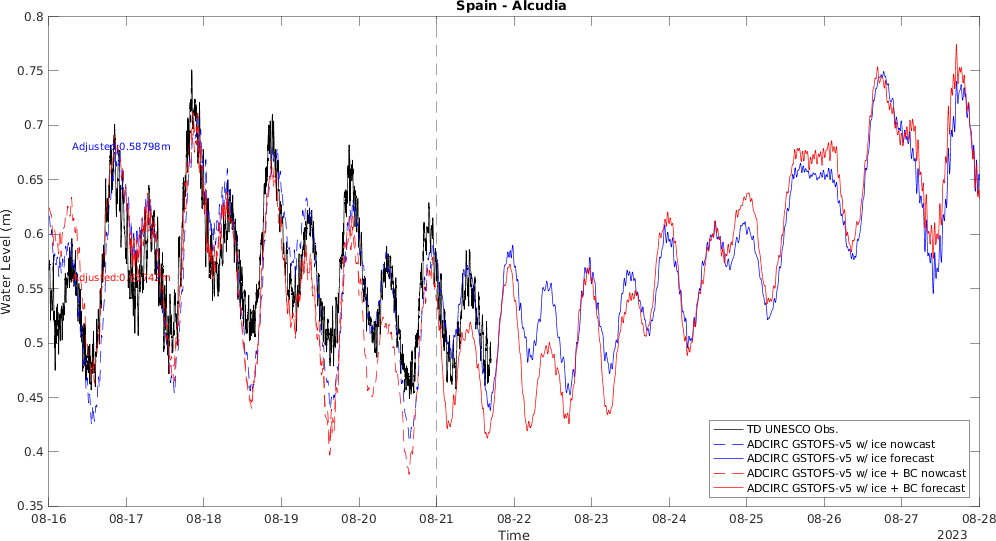 Spain - Alcudia
0.8
0.75
0.7
0.65
0.6
0.55
0.5
0.45
0.4
0.35
Water Level (m)
Adjusted:0.58798m
TD UNESCO Obs.
ADCIRC GSTOFS-v5 w/ ice nowcast
ADCIRC GSTOFS-v5 w/ ice forecast
ADCIRC GSTOFS-v5 w/ ice + BC nowcast
ADCIRC GSTOFS-v5 w/ ice + BC forecast
08-16 08-17 08-18 08-19 08-20 08-21 08-22 08-23 08-24 08-25 08-26 08-27 08-28
Time
2023